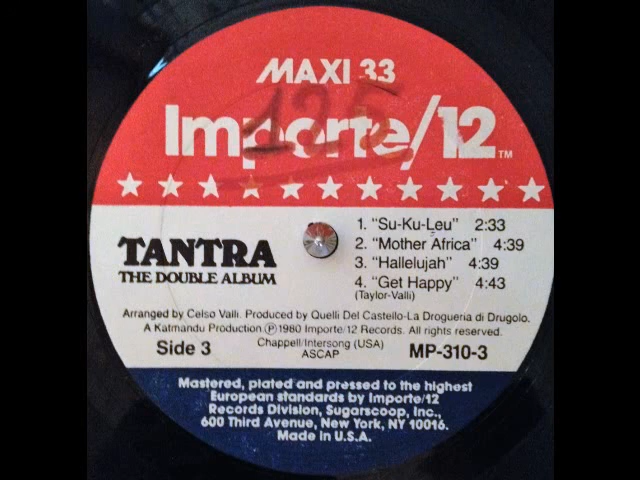 MAXI 33
Importe/12™
125
TANTRA
THE DOUBLE ALBUM
1. "Su-Ku-Leu" 2:33
2. "Mother Africa" 4:39
3. "Hallelujah" 4:39
4. "Get Happy" 4:43
(Taylor-Valli)
Arranged by Celso Valli. Produced by Quelli Del Castello-La Drogueria di Drugolo.
A Katmandu Production Ⓟ 1980 Importe/12 Records. All rights reserved.
Side 3
Chappell/Intersong (USA)
ASCAP
MP-310-3
Mastered, plated and pressed to the highest
European standards by Importe/12
Records Division, Sugarscoop, Inc.,
600 Third Avenue, New York, NY 10016.
Made in U.S.A.